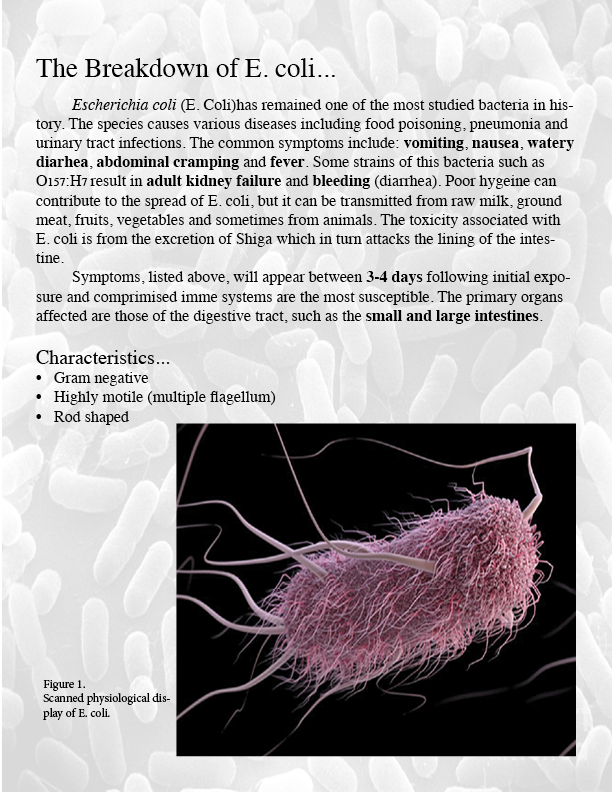 The Breakdown of E. coli...
Escherichia coli (E. Coli)has remained one of the most studied bacteria in his-
tory. The species causes various diseases including food poisoning, pneumonia and
urinary tract infections. The common symptoms include: vomiting, nausea, watery
diarhea, abdominal cramping and fever. Some strains of this bacteria such as
O157:H7 result in adult kidney failure and bleeding (diarrhea). Poor hygeine can
contribute to the spread of E. coli, but it can be transmitted from raw milk, ground
meat, fruits, vegetables and sometimes from animals. The toxicity associated with
E. coli is from the excretion of Shiga which in turn attacks the lining of the intes-
tine.
Symptoms, listed above, will appear between 3-4 days following initial expo-
sure and comprimised imme systems are the most susceptible. The primary organs
affected are those of the digestive tract, such as the small and large intestines.
Characteristics...
• Gram negative
• Highly motile (multiple flagellum)
• Rod shaped
Figure 1.
Scanned physiological dis-
play of E. coli.